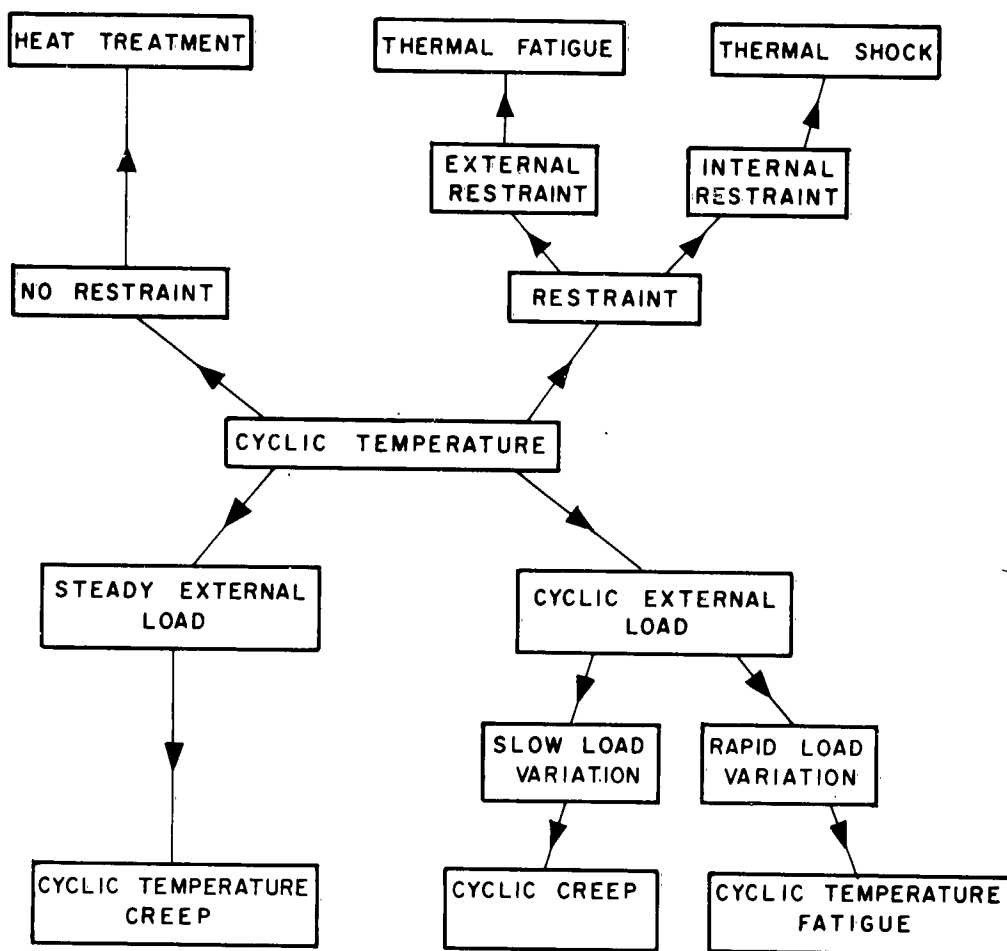 HEAT TREATMENT
THERMAL FATIGUE
THERMAL SHOCK
EXTERNAL
RESTRAINT
INTERNAL
RESTRAINT
NO RESTRAINT
RESTRAINT
CYCLIC TEMPERATURE
STEADY EXTERNAL
LOAD
CYCLIC EXTERNAL
LOAD
SLOW LOAD
VARIATION
RAPID LOAD
VARIATION
CYCLIC TEMPERATURE
CREEP
CYCLIC CREEP
CYCLIC TEMPERATURE
FATIGUE